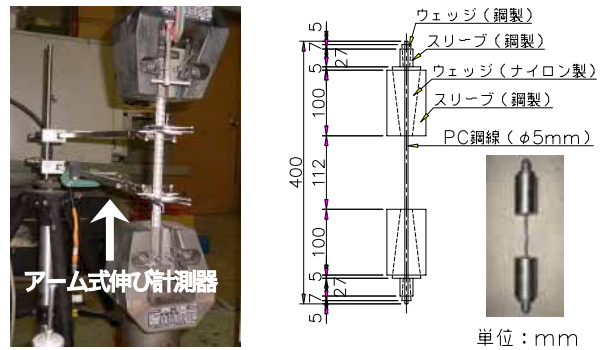 アーム式伸び計測器
ウェッジ（鋼製）
スリーブ（鋼製）
ウェッジ（ナイロン製）
スリーブ（鋼製）
PC鋼線（φ5mm）
5
7
27
5
100
400
112
100
5
27
7
5
単位：mm